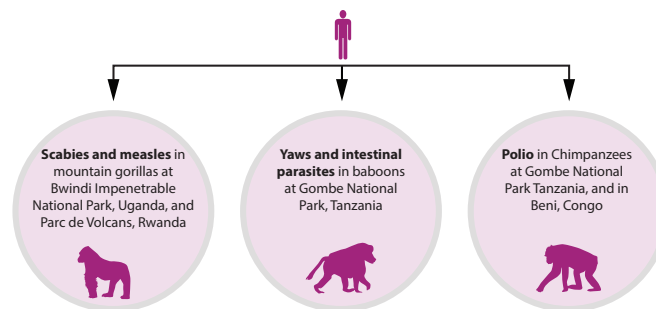 Scabies and measles in
mountain gorillas at
Bwindi Impenetrable
National Park, Uganda, and
Parc de Volcans, Rwanda
Yaws and intestinal
parasites in baboons
at Gombe National
Park, Tanzania
Polio in Chimpanzees
at Gombe National
Park Tanzania, and in
Beni, Congo